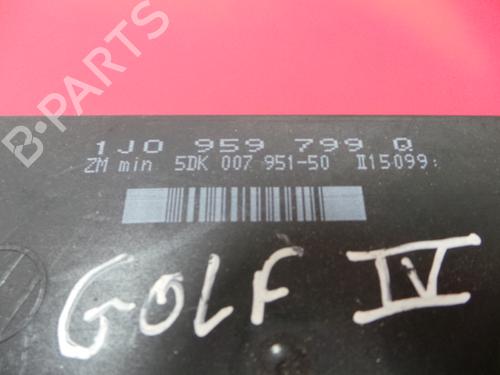 B-PARTS
1J0 959 799 Q
ZM min 5DK 007 951-50 II15099:
GOLF IV